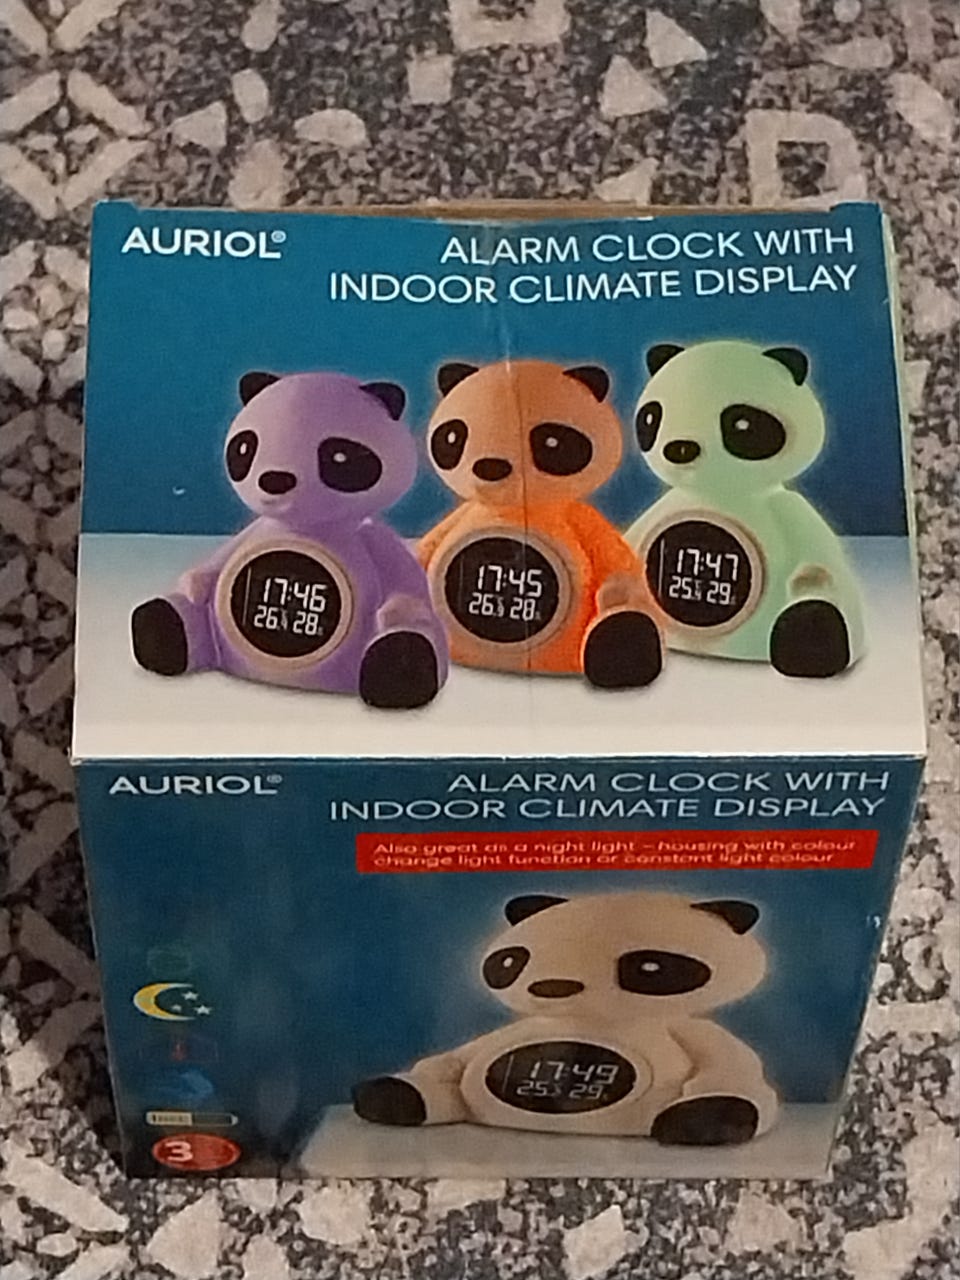 AURIOL®
ALARM CLOCK WITH
INDOOR CLIMATE DISPLAY
17:46
26 28
17:45
26 28
17:47
25 29
AURIOL®
ALARM CLOCK WITH
INDOOR CLIMATE DISPLAY
Also great as a night light – housing with colour
change light function or constant light colour
17:49
25 29
3